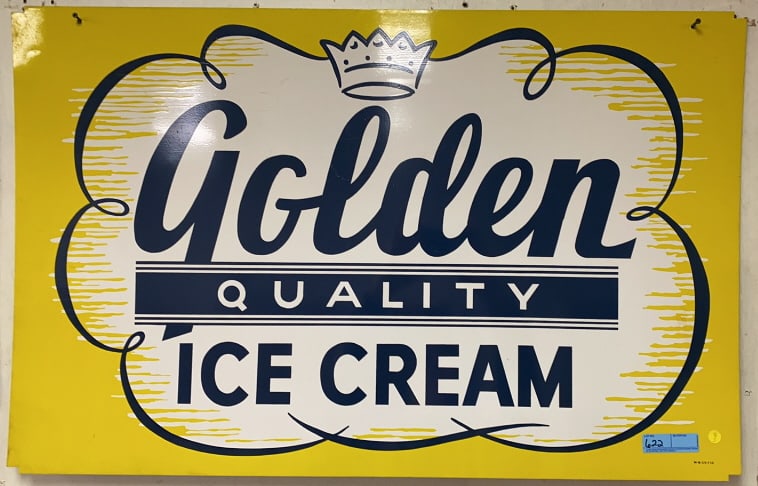 Golden
QUALITY
ICE CREAM
622